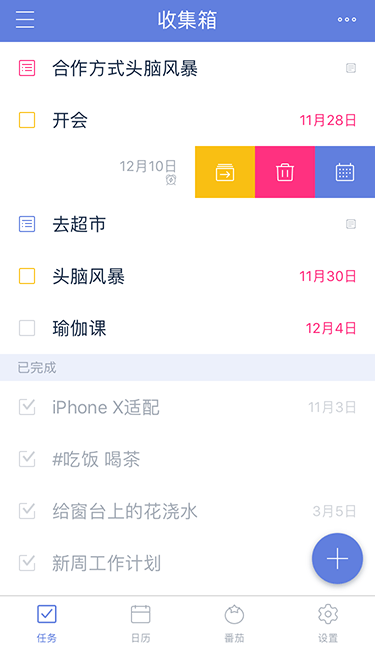 收集箱
合作方式头脑风暴
开会 11月28日
12月10日
去超市
头脑风暴 11月30日
瑜伽课 12月4日
已完成
iPhone X适配 11月3日
#吃饭 喝茶
给窗台上的花浇水 3月5日
新周工作计划
任务 日历 番茄 设置